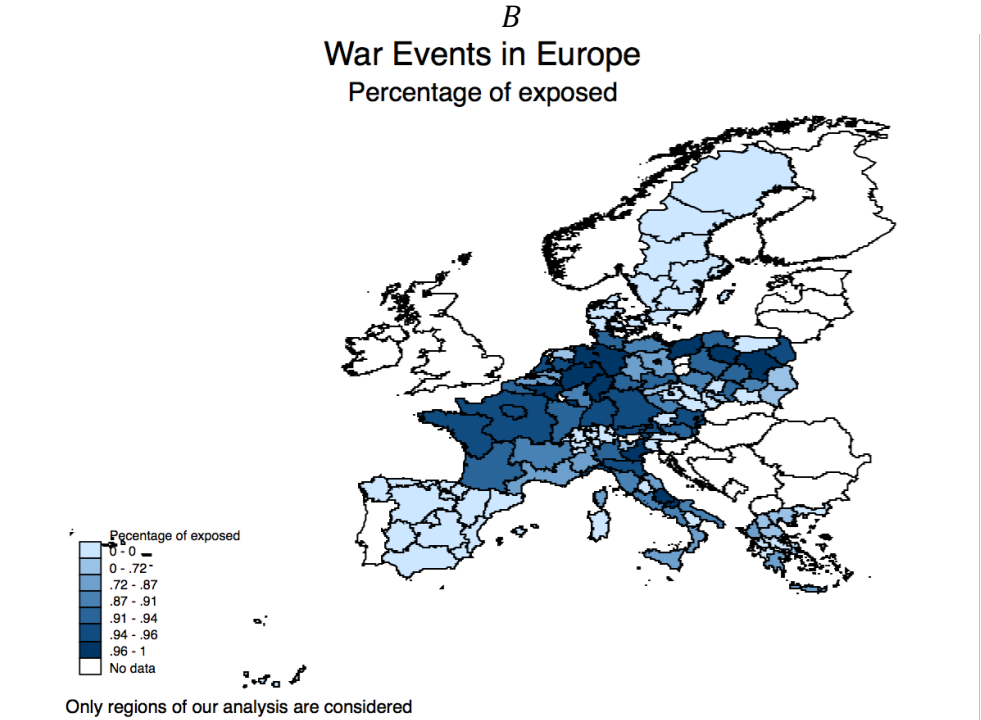 B
War Events in Europe
Percentage of exposed
Pecentage of exposed
0 - 0
0 - .72
.72 - .87
.87 - .91
.91 - .94
.94 - .96
.96 - 1
No data
Only regions of our analysis are considered